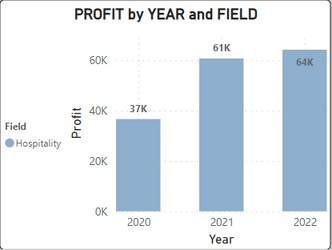 PROFIT by YEAR and FIELD
61K
64K
37K
60K
40K
20K
0K
Profit
Field
Hospitality
2020
2021
2022
Year